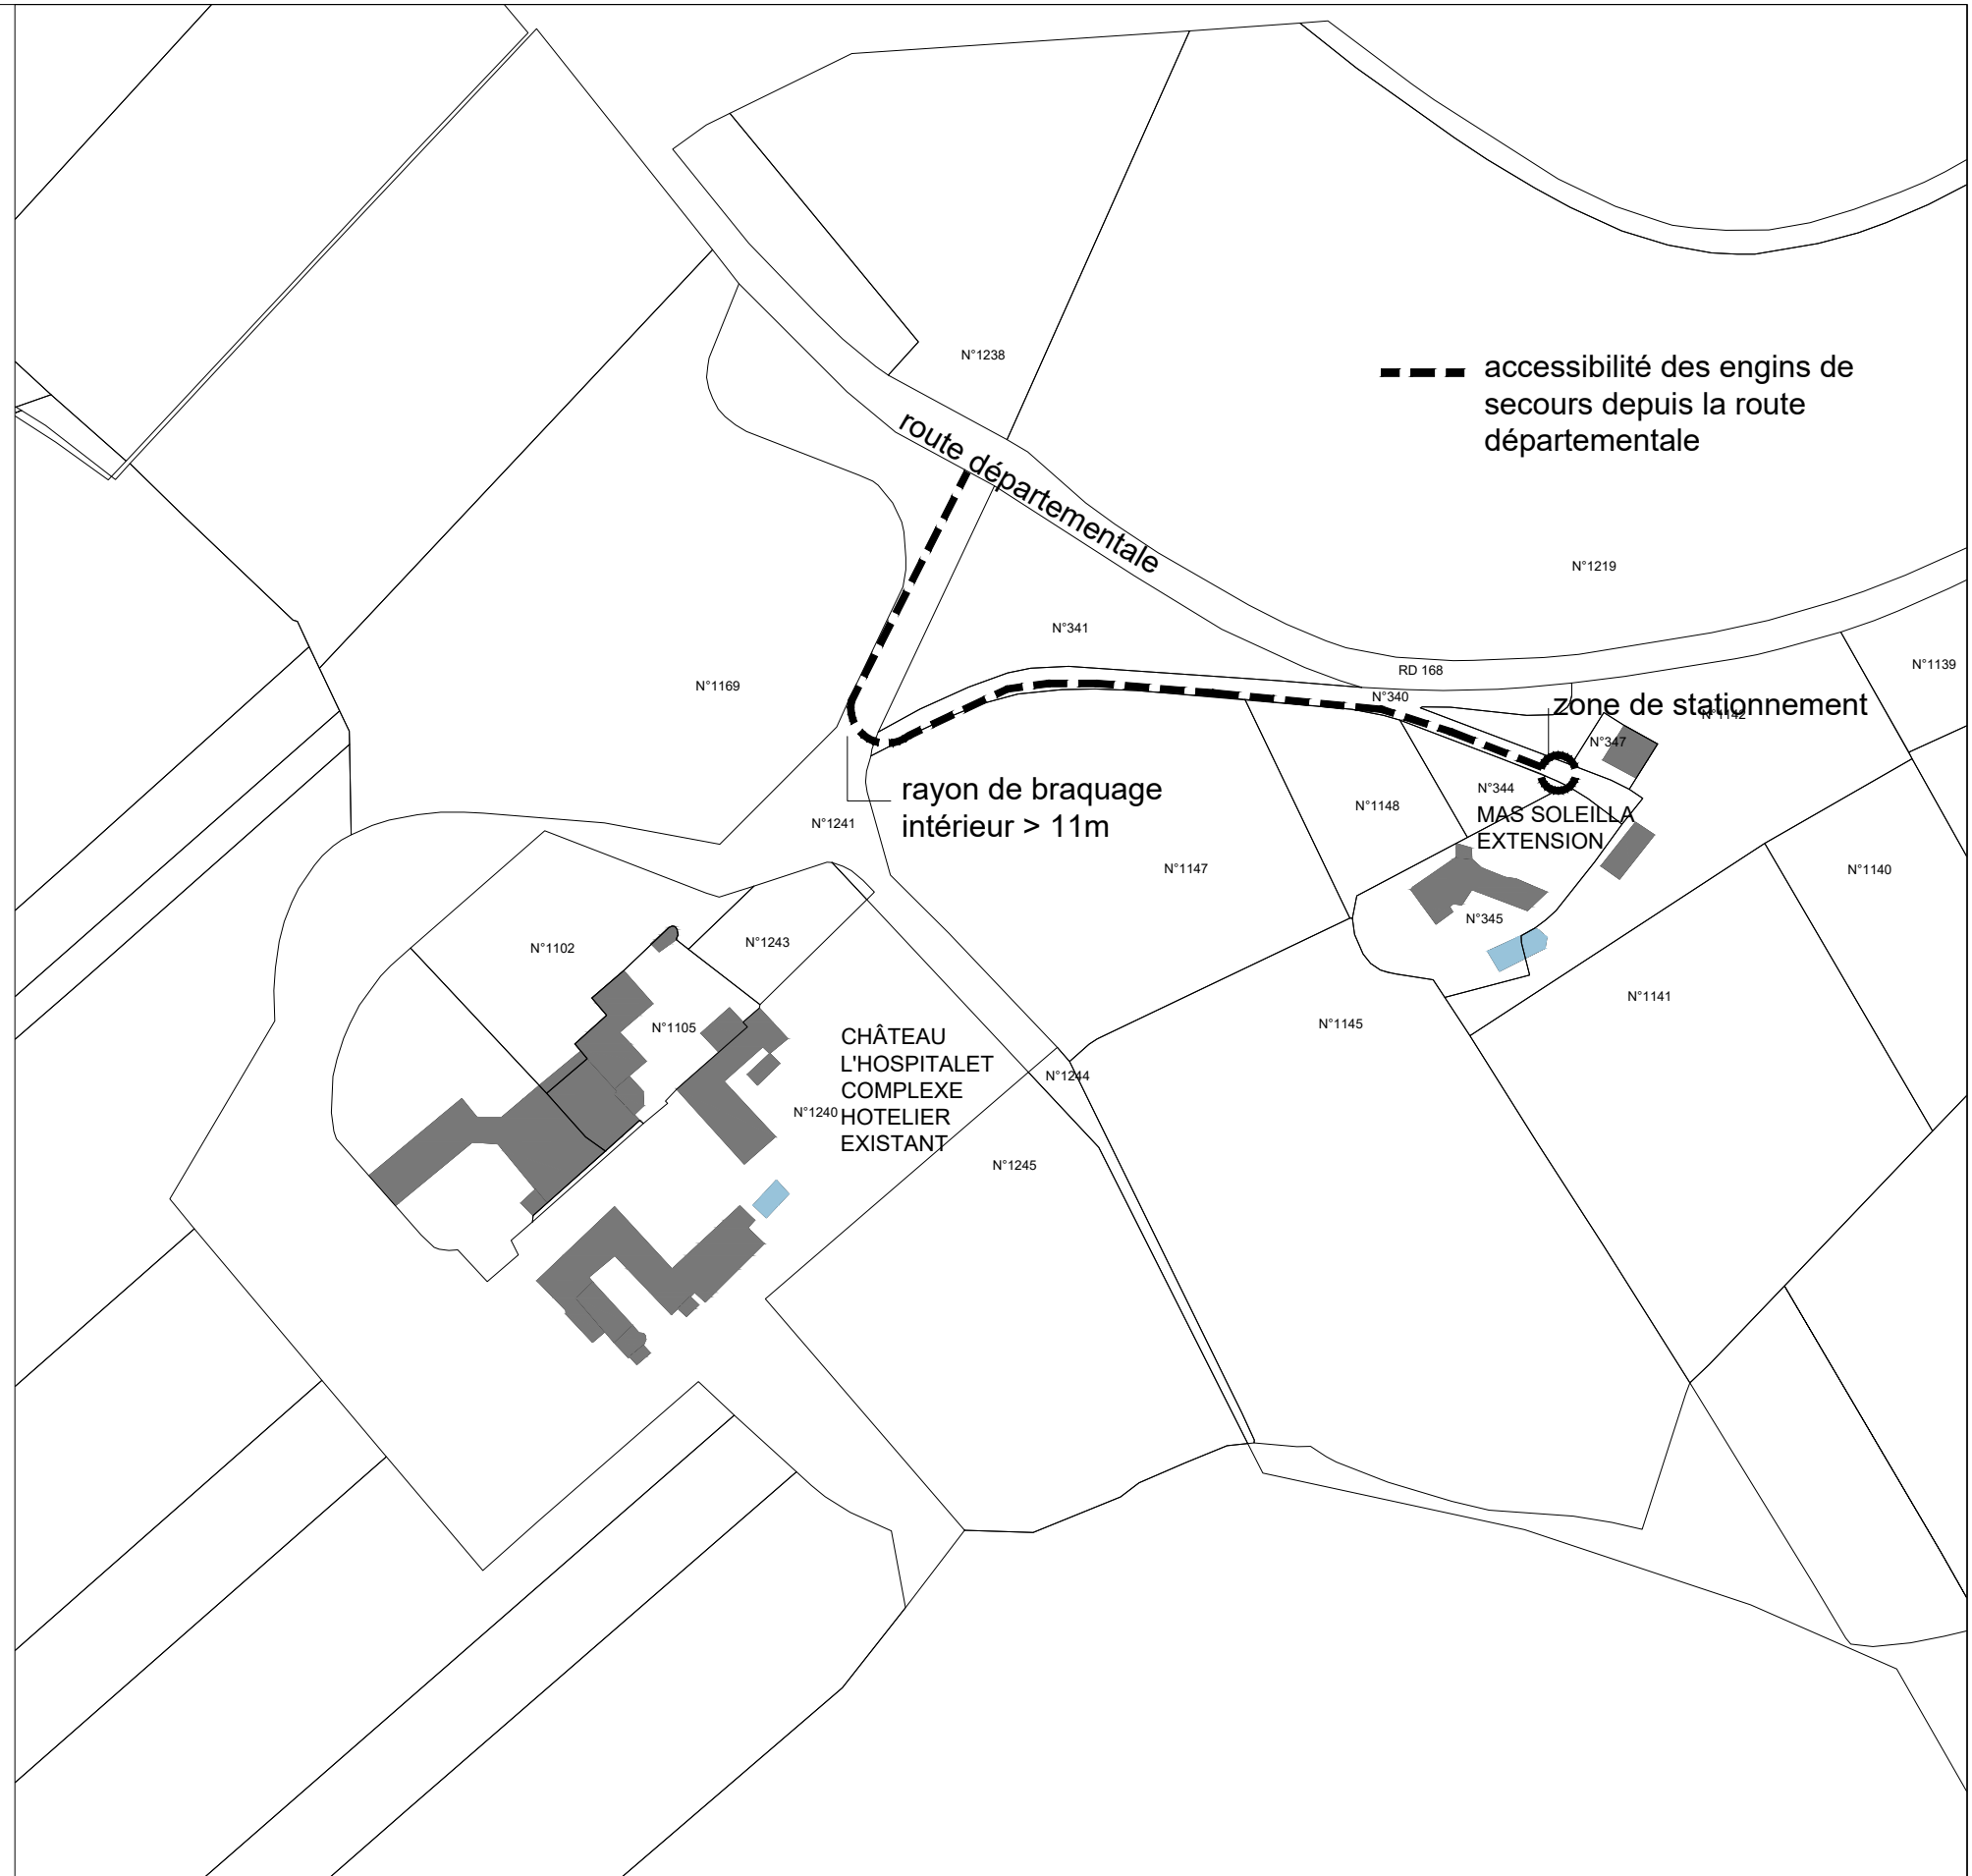 N°1238
accessibilité des engins de
secours depuis la route
départementale
route départementale
N°1219
N°341
N°1139
RD 168
N°1169
N°340
zone de stationnement
N°1142
N°347
rayon de braquage
intérieur > 11m
N°344
N°1148
MAS SOLEILLA
EXTENSION
N°1241
N°1147
N°1140
N°345
N°1102
N°1243
N°1141
N°1145
N°1105
CHÂTEAU
L'HOSPITALET
COMPLEXE
HOTELIER
EXISTANT
N°1244
N°1240
N°1245